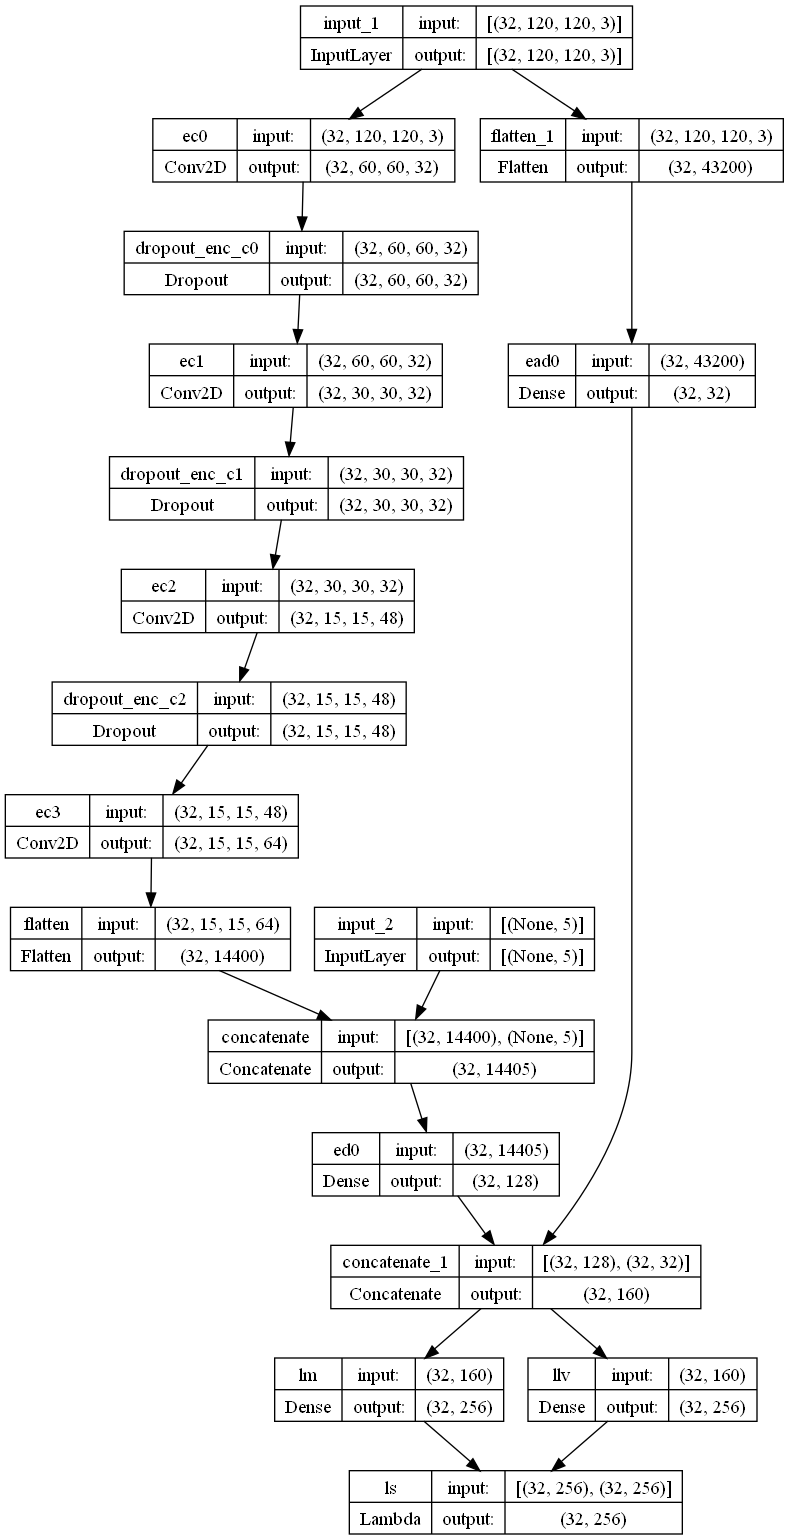 input_1 input: [(32, 120, 120, 3)]
InputLayer output: [(32, 120, 120, 3)]
ec0 input: (32, 120, 120, 3)
Conv2D output: (32, 60, 60, 32)
flatten_1 input: (32, 120, 120, 3)
Flatten output: (32, 43200)
dropout_enc_c0 input: (32, 60, 60, 32)
Dropout output: (32, 60, 60, 32)
ec1 input: (32, 60, 60, 32)
Conv2D output: (32, 30, 30, 32)
ead0 input: (32, 43200)
Dense output: (32, 32)
dropout_enc_c1 input: (32, 30, 30, 32)
Dropout output: (32, 30, 30, 32)
ec2 input: (32, 30, 30, 32)
Conv2D output: (32, 15, 15, 48)
dropout_enc_c2 input: (32, 15, 15, 48)
Dropout output: (32, 15, 15, 48)
ec3 input: (32, 15, 15, 48)
Conv2D output: (32, 15, 15, 64)
flatten input: (32, 15, 15, 64)
Flatten output: (32, 14400)
input_2 input: [(None, 5)]
InputLayer output: [(None, 5)]
concatenate input: [(32, 14400), (None, 5)]
Concatenate output: (32, 14405)
ed0 input: (32, 14405)
Dense output: (32, 128)
concatenate_1 input: [(32, 128), (32, 32)]
Concatenate output: (32, 160)
lm input: (32, 160)
Dense output: (32, 256)
llv input: (32, 160)
Dense output: (32, 256)
ls input: [(32, 256), (32, 256)]
Lambda output: (32, 256)